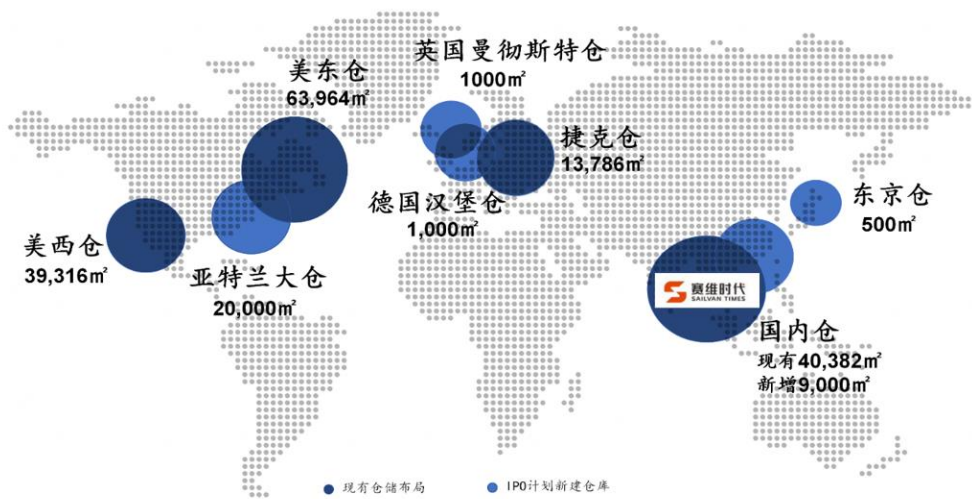 英国曼彻斯特仓
1000㎡
美东仓
63,964㎡
捷克仓
13,786㎡
德国汉堡仓
1,000㎡
东京仓
500㎡
美西仓
39,316㎡
亚特兰大仓
20,000㎡
赛维时代
SAILVAN TIMES
国内仓
现有40,382㎡
新增9,000㎡
现有仓储布局
IPO计划新建仓库